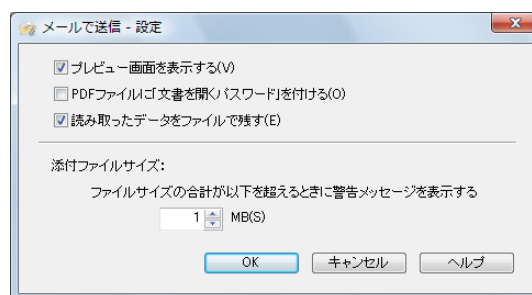 メールで送信 - 設定
プレビュー画面を表示する(V)
PDFファイルに「文書を開くパスワード」を付ける(O)
読み取ったデータをファイルで残す(E)
添付ファイルサイズ:
ファイルサイズの合計が以下を超えるときに警告メッセージを表示する
1 MB(S)
OK キャンセル ヘルプ